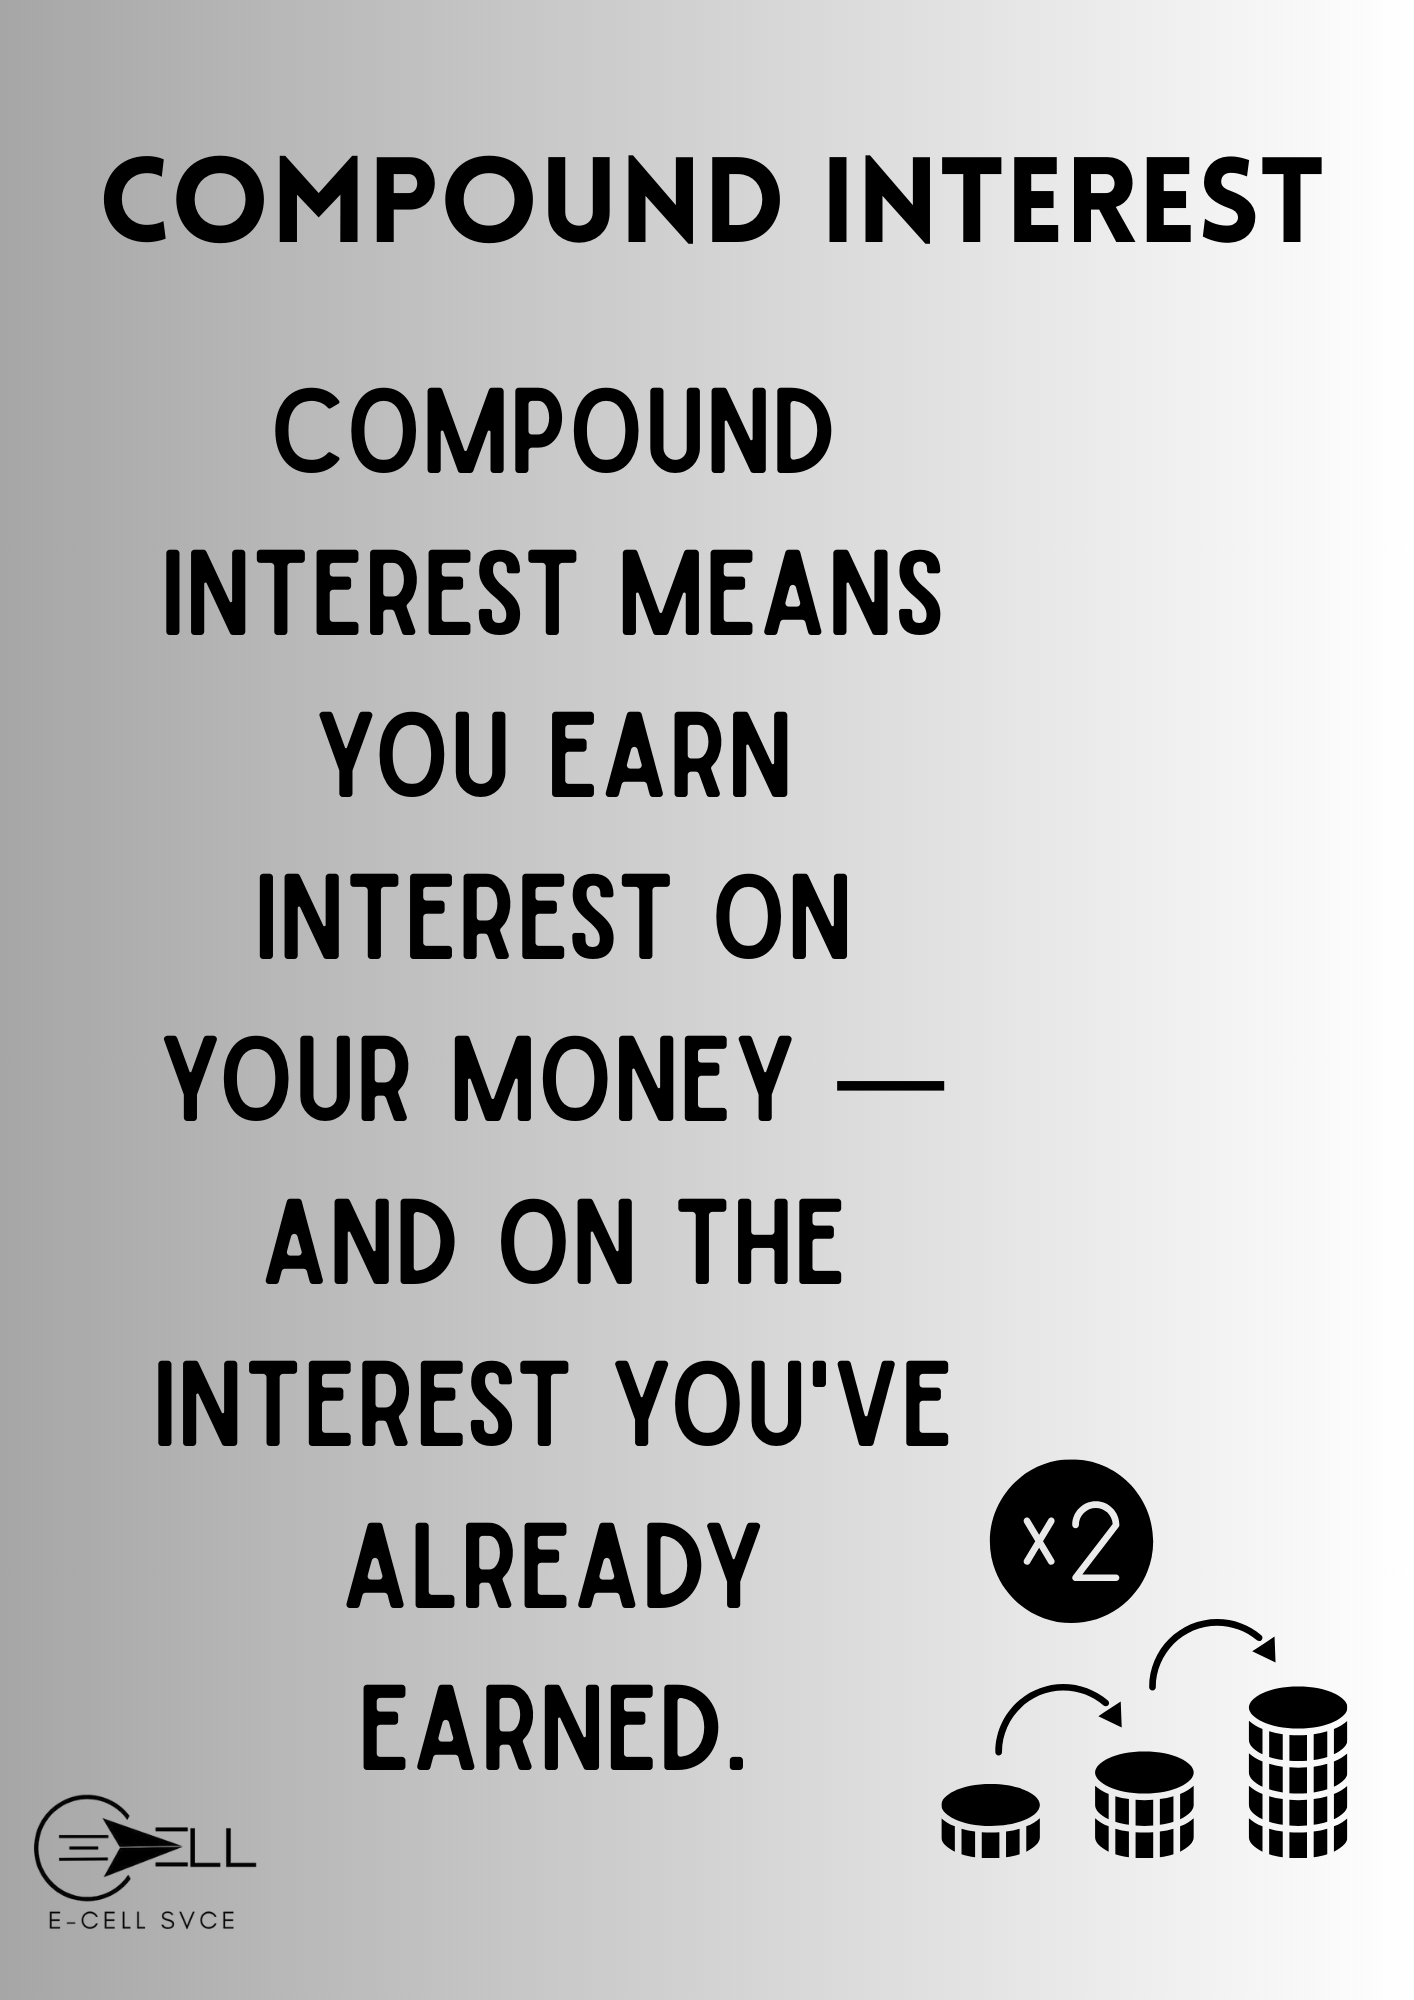 COMPOUND INTEREST
COMPOUND
INTEREST MEANS
YOU EARN
INTEREST ON
YOUR MONEY —
AND ON THE
INTEREST YOU'VE
ALREADY
EARNED.
x2
ECELL
E-CELL SVCE